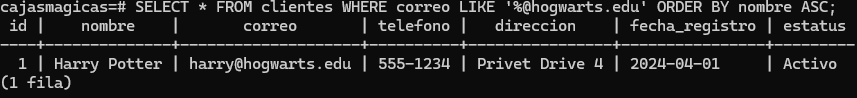 cajasmagicas=# SELECT * FROM clientes WHERE correo LIKE '%@hogwarts.edu' ORDER BY nombre ASC;
 id |    nombre    |       correo       | telefono |   direccion    | fecha_registro | estatus
----+--------------+--------------------+----------+----------------+----------------+---------
  1 | Harry Potter | harry@hogwarts.edu | 555-1234 | Privet Drive 4 | 2024-04-01     | Activo
(1 fila)